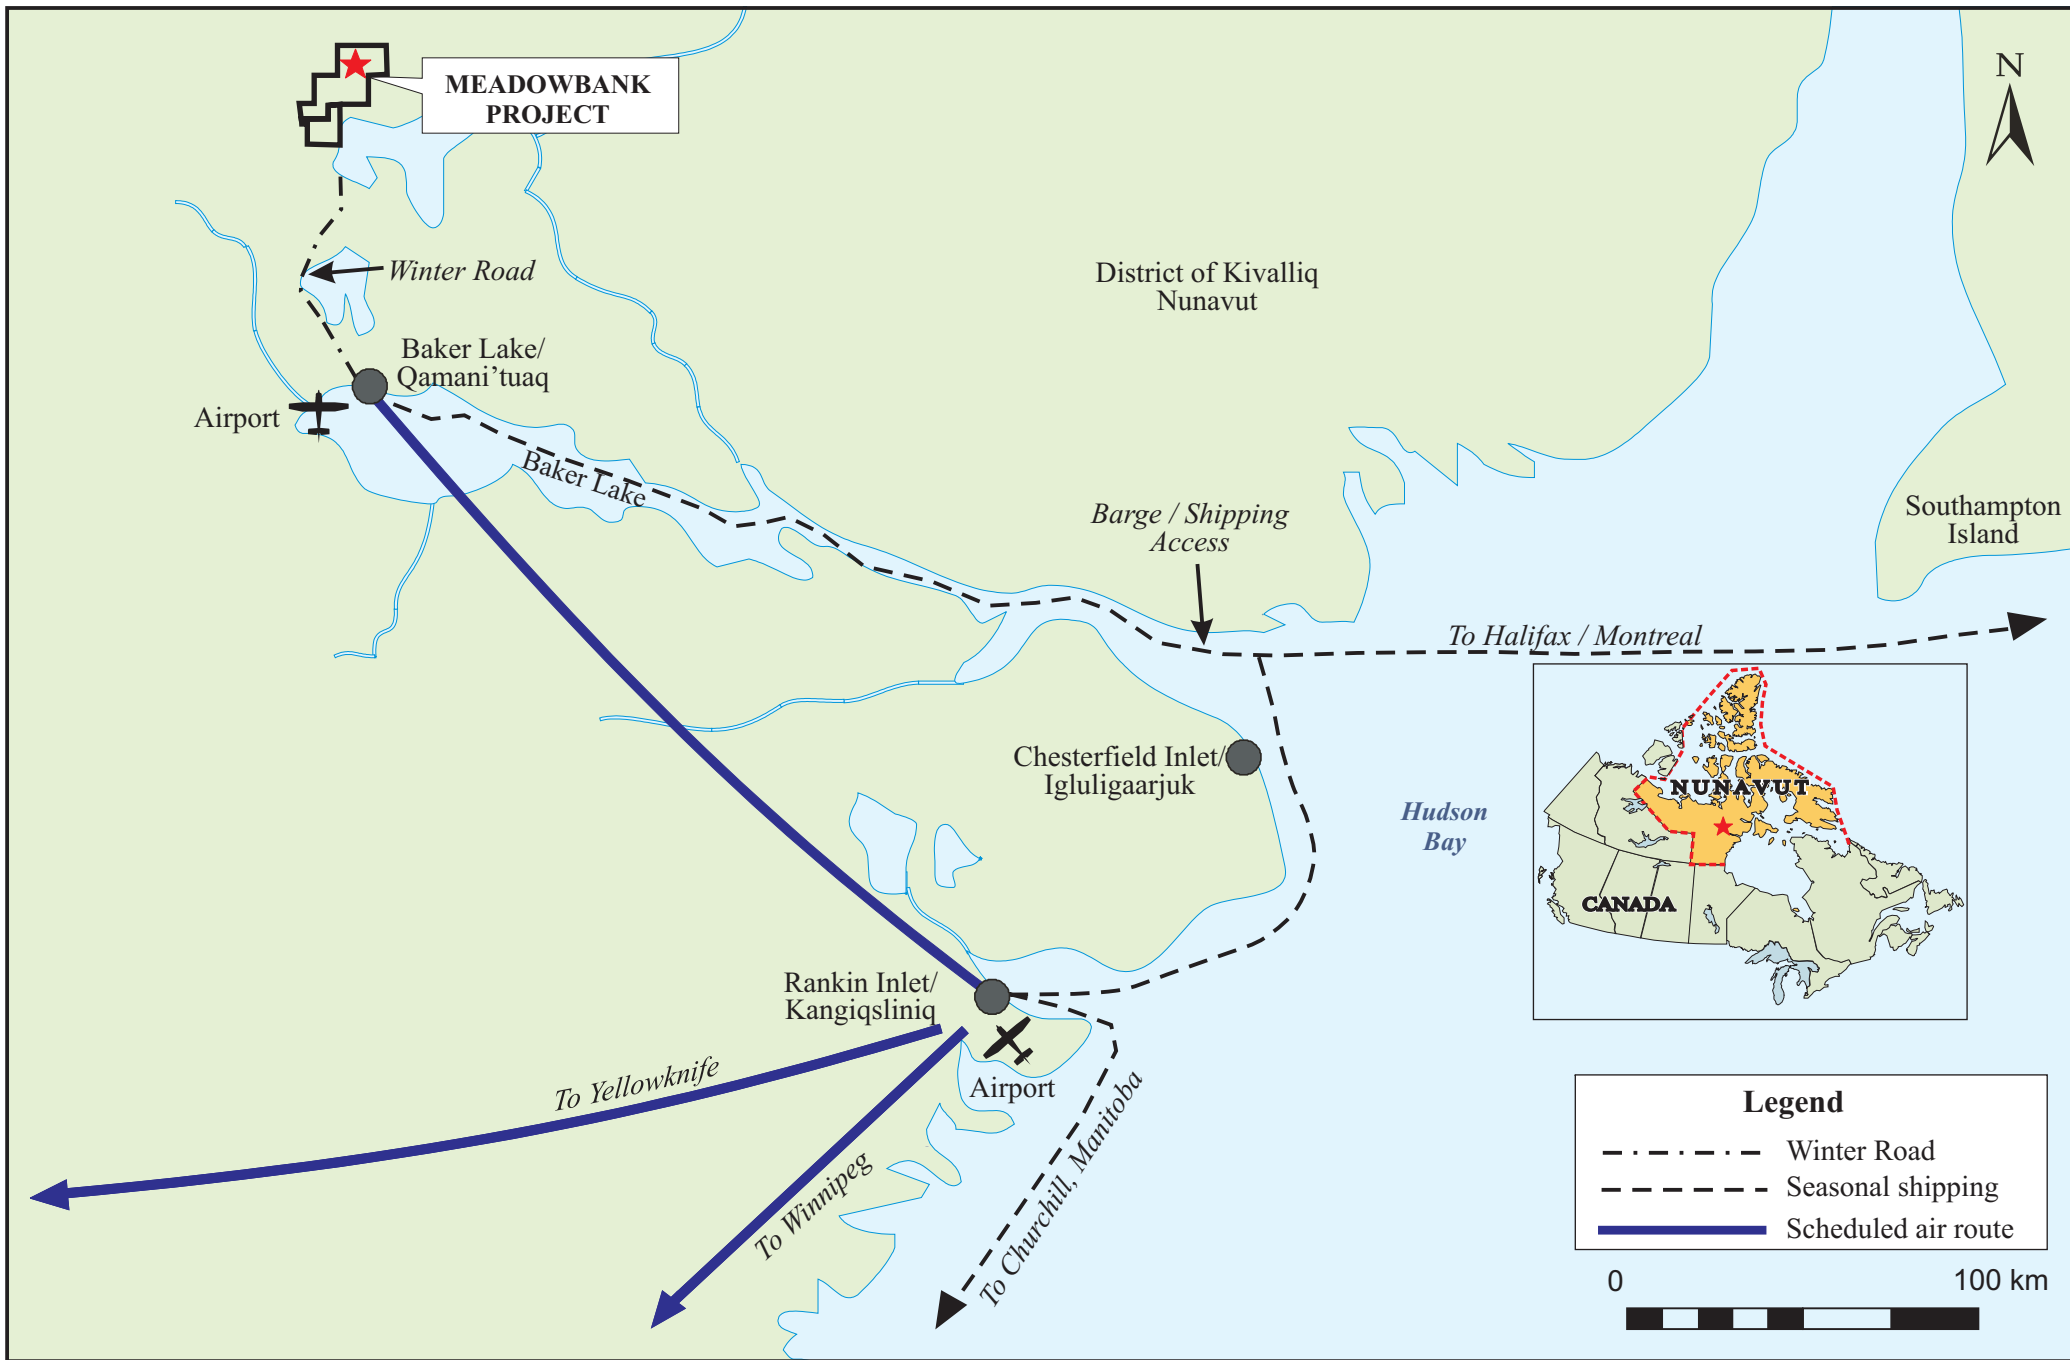 MEADOWBANK
PROJECT
N
Winter Road
District of Kivalliq
Nunavut
Baker Lake/
Qamani’tuaq
Airport
Baker Lake
Barge / Shipping
Access
Southampton
Island
To Halifax / Montreal
Chesterfield Inlet/
Igluligaarjuk
Hudson
Bay
NUNAVUT
CANADA
Rankin Inlet/
Kangiqsliniq
Airport
To Yellowknife
To Winnipeg
To Churchill, Manitoba
Legend
Winter Road
Seasonal shipping
Scheduled air route
0 100 km